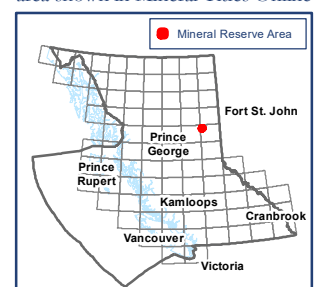 Mineral Reserve Area
Fort St. John
Prince
George
Prince
Rupert
Kamloops
Cranbrook
Vancouver
Victoria